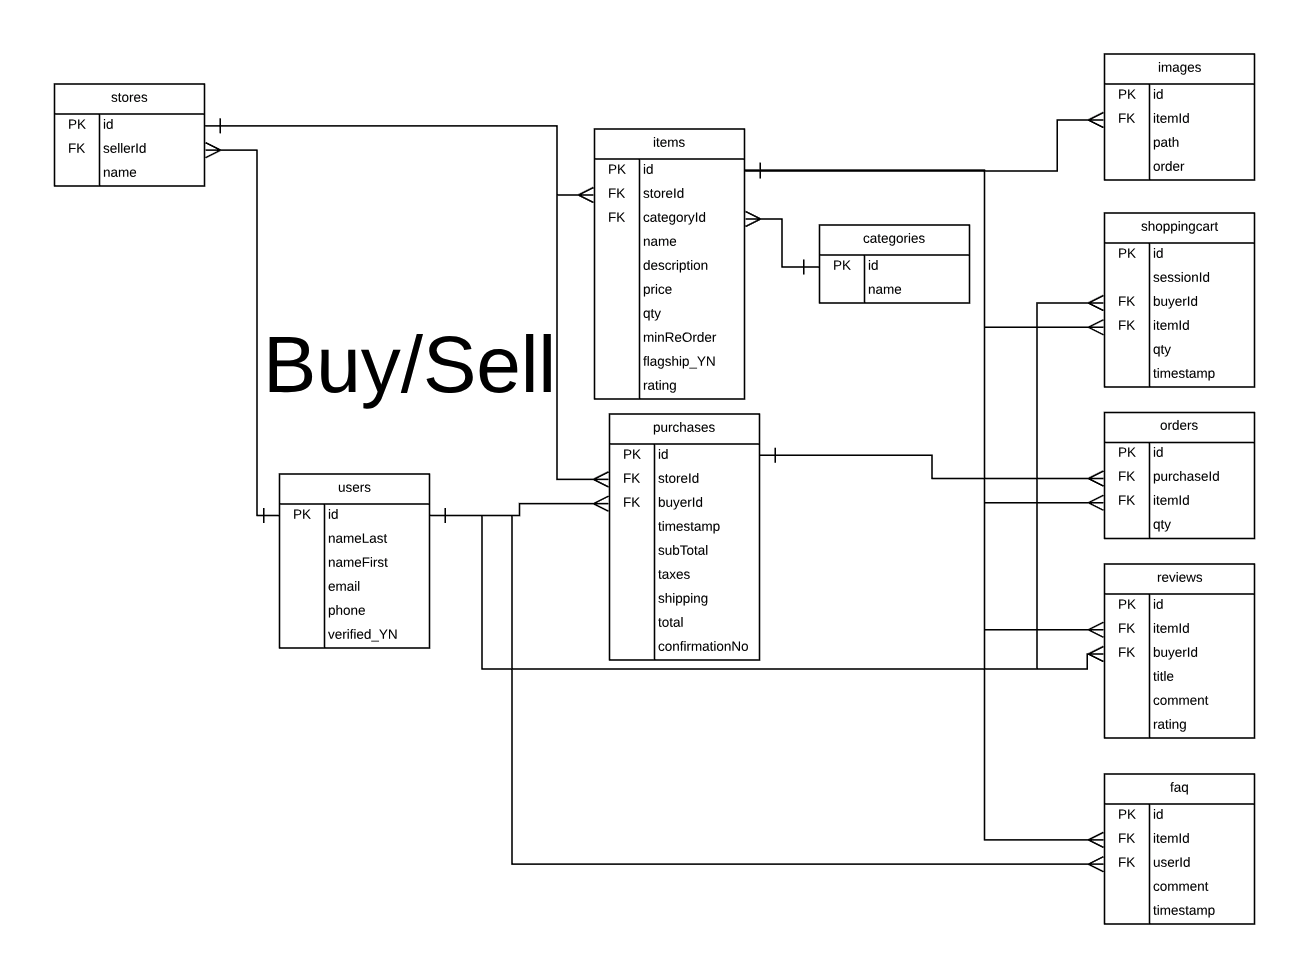 stores
PK id
FK sellerId
name
items
PK id
FK storeId
FK categoryId
name
description
price
qty
minReOrder
flagship_YN
rating
categories
PK id
name
Buy/Sell
users
PK id
nameLast
nameFirst
email
phone
verified_YN
purchases
PK id
FK storeId
FK buyerId
timestamp
subTotal
taxes
shipping
total
confirmationNo
images
PK id
FK itemId
path
order
shoppingcart
PK id
sessionId
FK buyerId
FK itemId
qty
timestamp
orders
PK id
FK purchaseId
FK itemId
qty
reviews
PK id
FK itemId
FK buyerId
title
comment
rating
faq
PK id
FK itemId
FK userId
comment
timestamp